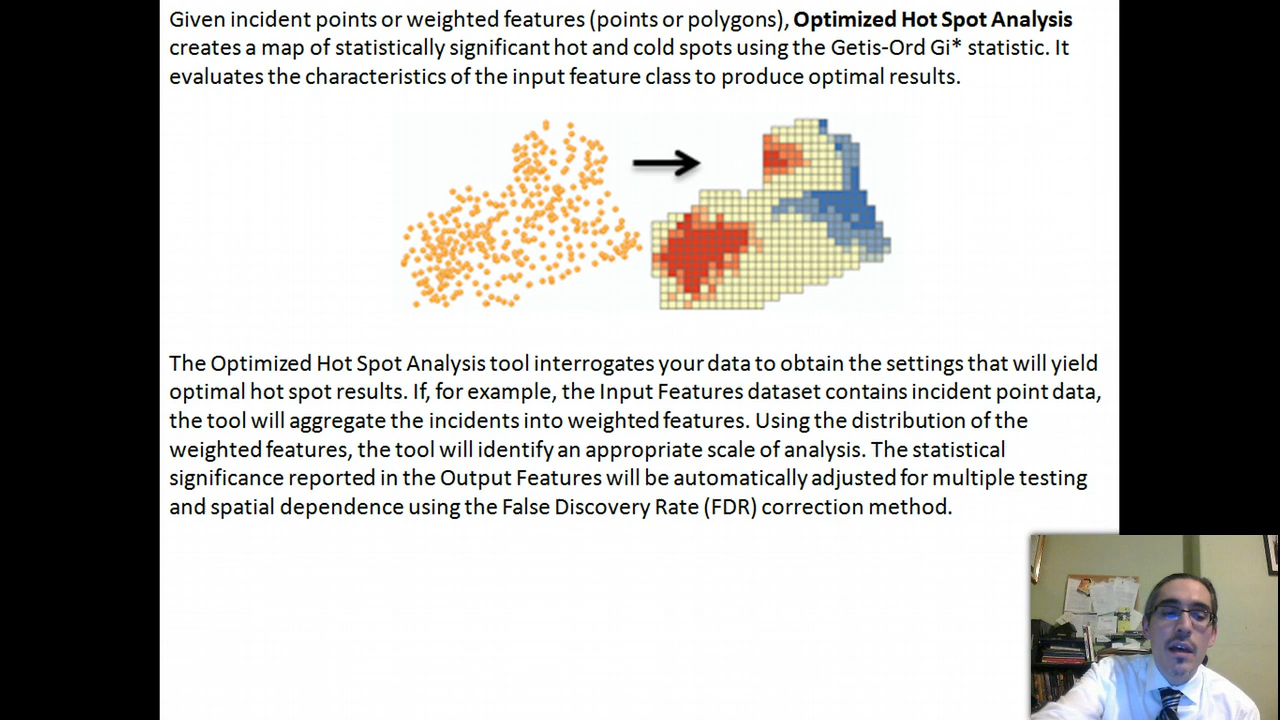 Given incident points or weighted features (points or polygons), Optimized Hot Spot Analysis
creates a map of statistically significant hot and cold spots using the Getis-Ord Gi* statistic. It
evaluates the characteristics of the input feature class to produce optimal results.
The Optimized Hot Spot Analysis tool interrogates your data to obtain the settings that will yield
optimal hot spot results. If, for example, the Input Features dataset contains incident point data,
the tool will aggregate the incidents into weighted features. Using the distribution of the
weighted features, the tool will identify an appropriate scale of analysis. The statistical
significance reported in the Output Features will be automatically adjusted for multiple testing
and spatial dependence using the False Discovery Rate (FDR) correction method.